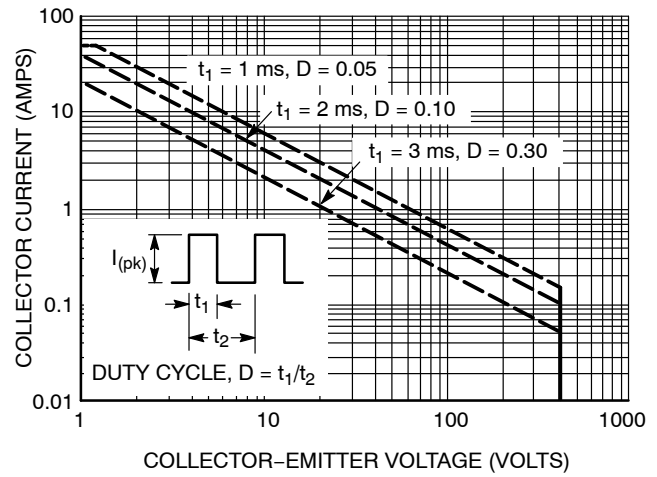 100
10
1
0.1
0.01
COLLECTOR CURRENT (AMPS)
t1 = 1 ms, D = 0.05
t1 = 2 ms, D = 0.10
t1 = 3 ms, D = 0.30
I(pk)
t1
t2
DUTY CYCLE, D = t1/t2
1 10 100 1000
COLLECTOR−EMITTER VOLTAGE (VOLTS)